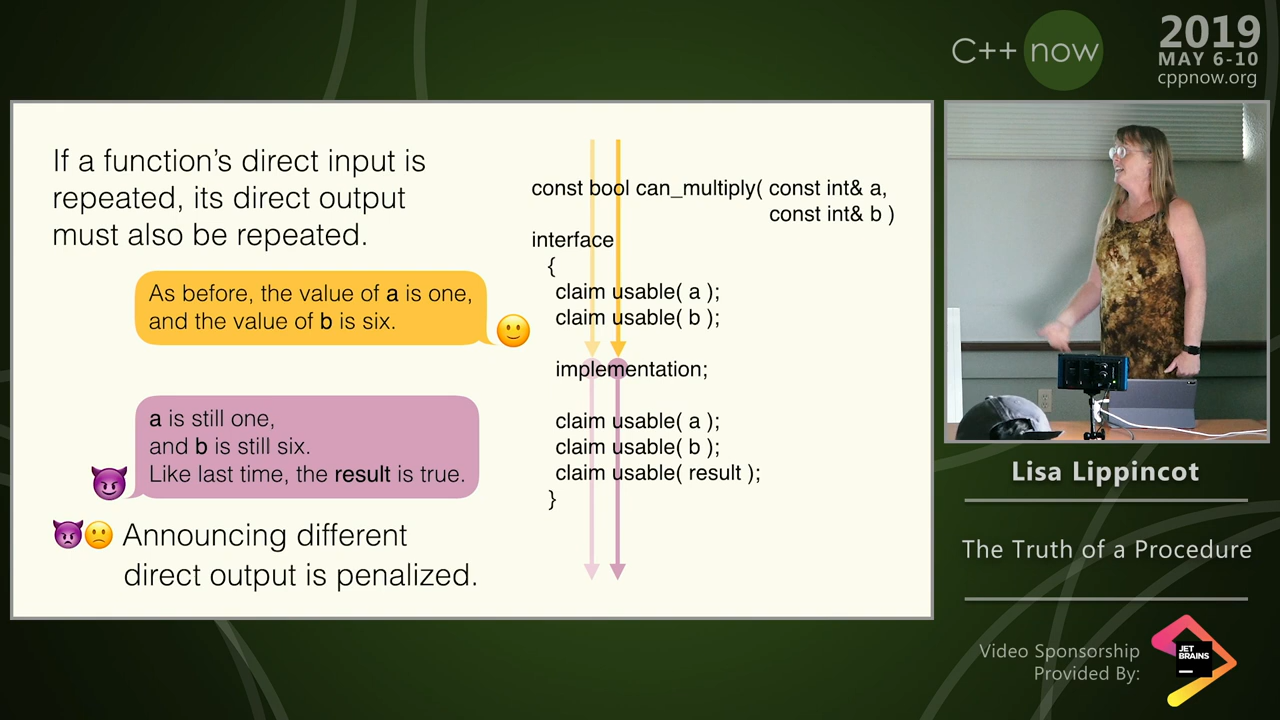 C++ now
2019
MAY 6-10
cppnow.org
If a function's direct input is
repeated, its direct output
must also be repeated.
As before, the value of a is one,
and the value of b is six.
a is still one,
and b is still six.
Like last time, the result is true.
Announcing different
direct output is penalized.
const bool can_multiply( const int& a,
const int& b )
interface
{
claim usable( a );
claim usable( b );
implementation;
claim usable( a );
claim usable( b );
claim usable( result );
}
Lisa Lippincot
The Truth of a Procedure
Video Sponsorship
Provided By:
JET
BRAINS